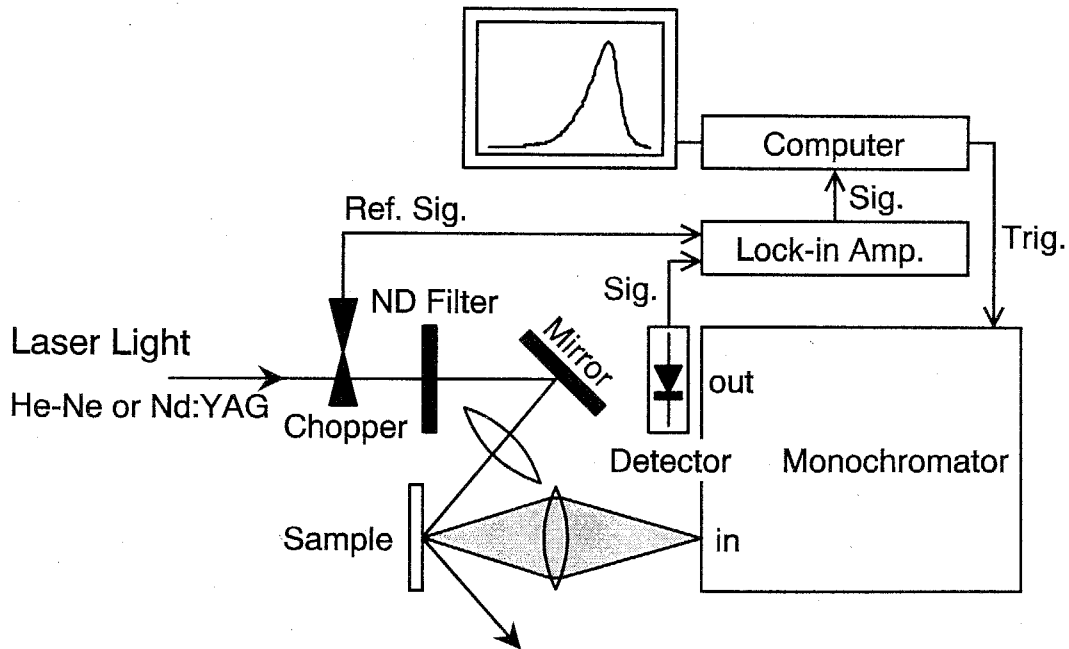 Computer
Ref. Sig.
Sig.
Lock-in Amp.
Trig.
ND Filter
Sig.
Mirror
Laser Light
He-Ne or Nd:YAG
Chopper
out
Detector
Monochromator
Sample
in